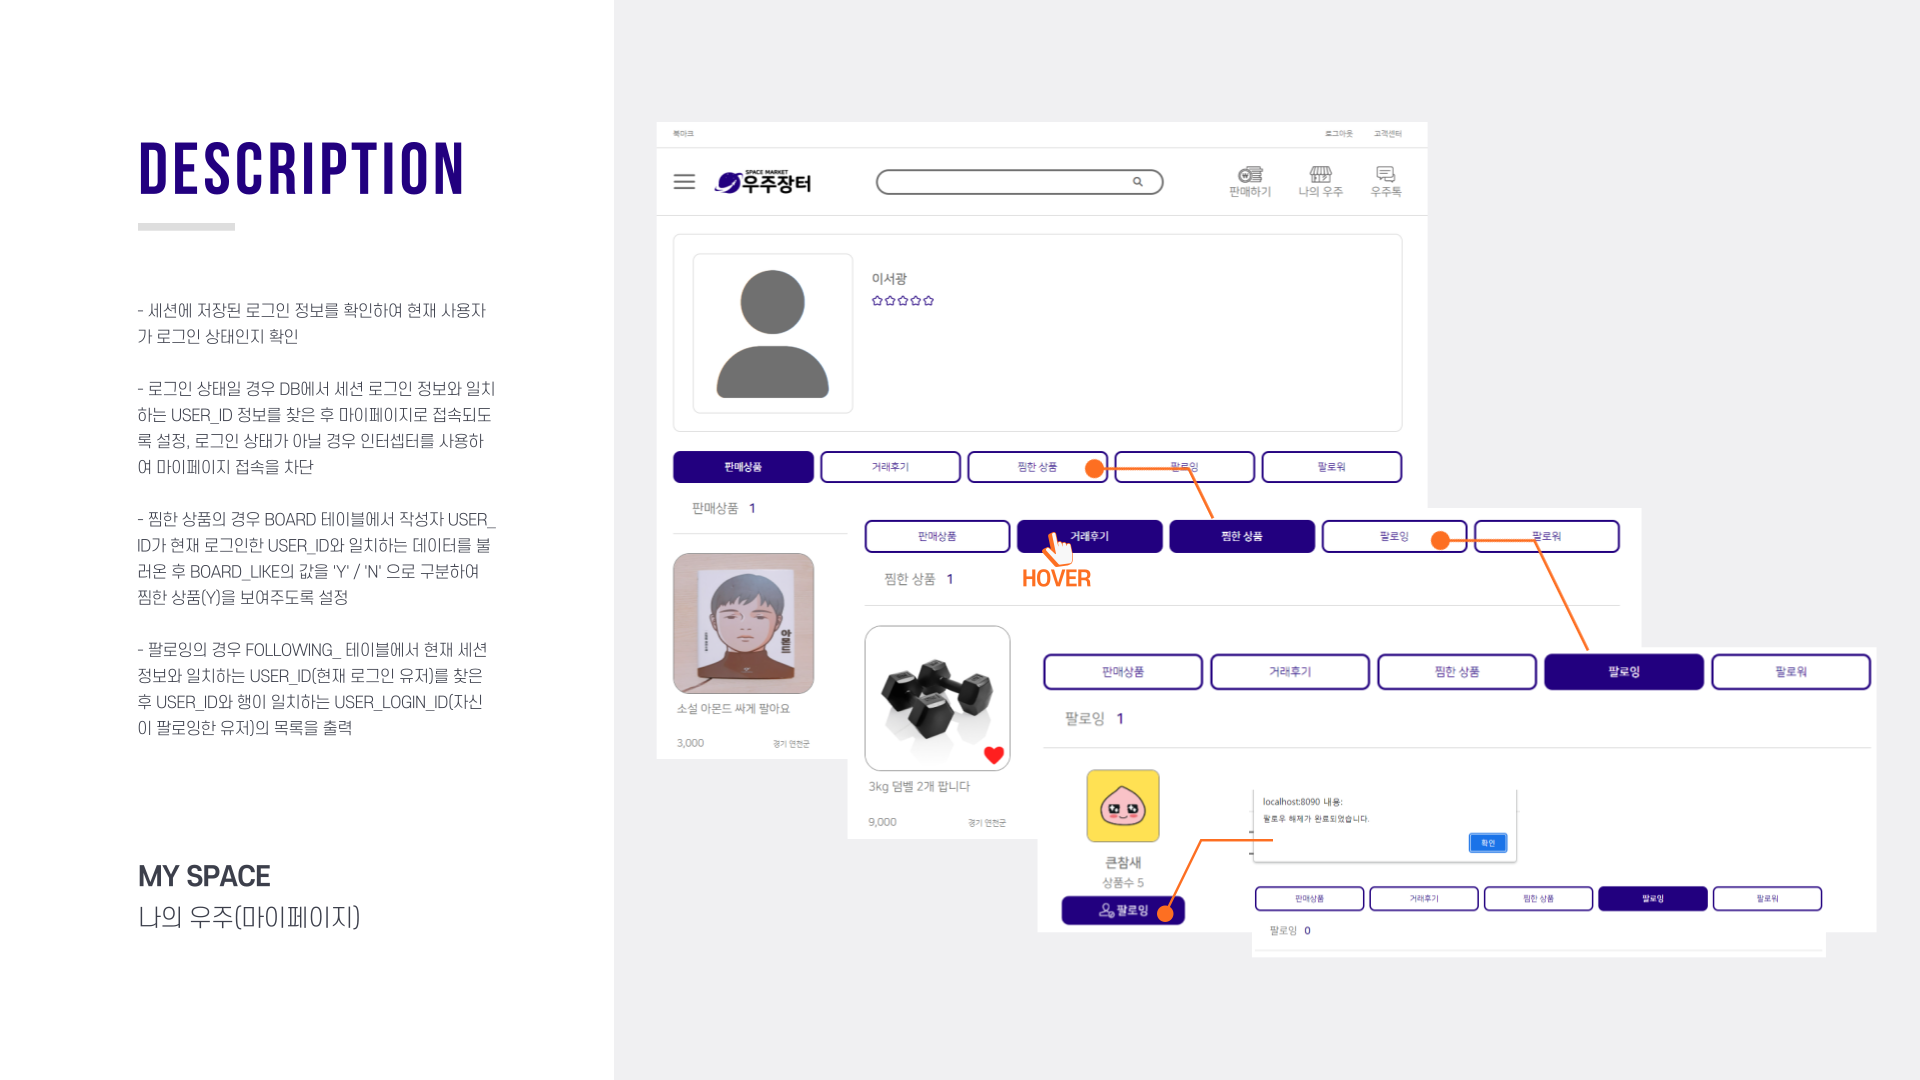 DESCRIPTION
- 세션에 저장된 로그인 정보를 확인하여 현재 사용자
가 로그인 상태인지 확인
- 로그인 상태일 경우 DB에서 세션 로그인 정보와 일치
하는 USER_ID 정보를 찾은 후 마이페이지로 접속되도
록 설정, 로그인 상태가 아닐 경우 인터셉터를 사용하
여 마이페이지 접속을 차단
- 찜한 상품의 경우 BOARD 테이블에서 작성자 USER_
ID가 현재 로그인한 USER_ID와 일치하는 데이터를 불
러온 후 BOARD_LIKE의 값을 'Y' / 'N' 으로 구분하여
찜한 상품(Y)을 보여주도록 설정
- 팔로잉의 경우 FOLLOWING_ 테이블에서 현재 세션
정보와 일치하는 USER_ID(현재 로그인 유저)를 찾은
후 USER_ID와 행이 일치하는 USER_LOGIN_ID(자신
이 팔로잉한 유저)의 목록을 출력
MY SPACE
나의 우주(마이페이지)
북마크 로그아웃 고객센터
SPACE MARKET
우주장터
판매하기 나의 우주 우주톡
이서광
판매상품 거래후기 찜한 상품 팔로잉 팔로워
판매상품 1
아몬드
소설 아몬드 싸게 팔아요
3,000 경기 연천군
판매상품 거래후기 찜한 상품 팔로잉 팔로워
HOVER
찜한 상품 1
3kg 덤벨 2개 팝니다
9,000 경기 연천군
판매상품 거래후기 찜한 상품 팔로잉 팔로워
팔로잉 1
큰참새
상품수 5
팔로잉
localhost:8090 내용:
팔로우 해제가 완료되었습니다.
확인
판매상품 거래후기 찜한 상품 팔로잉 팔로워
팔로잉 0